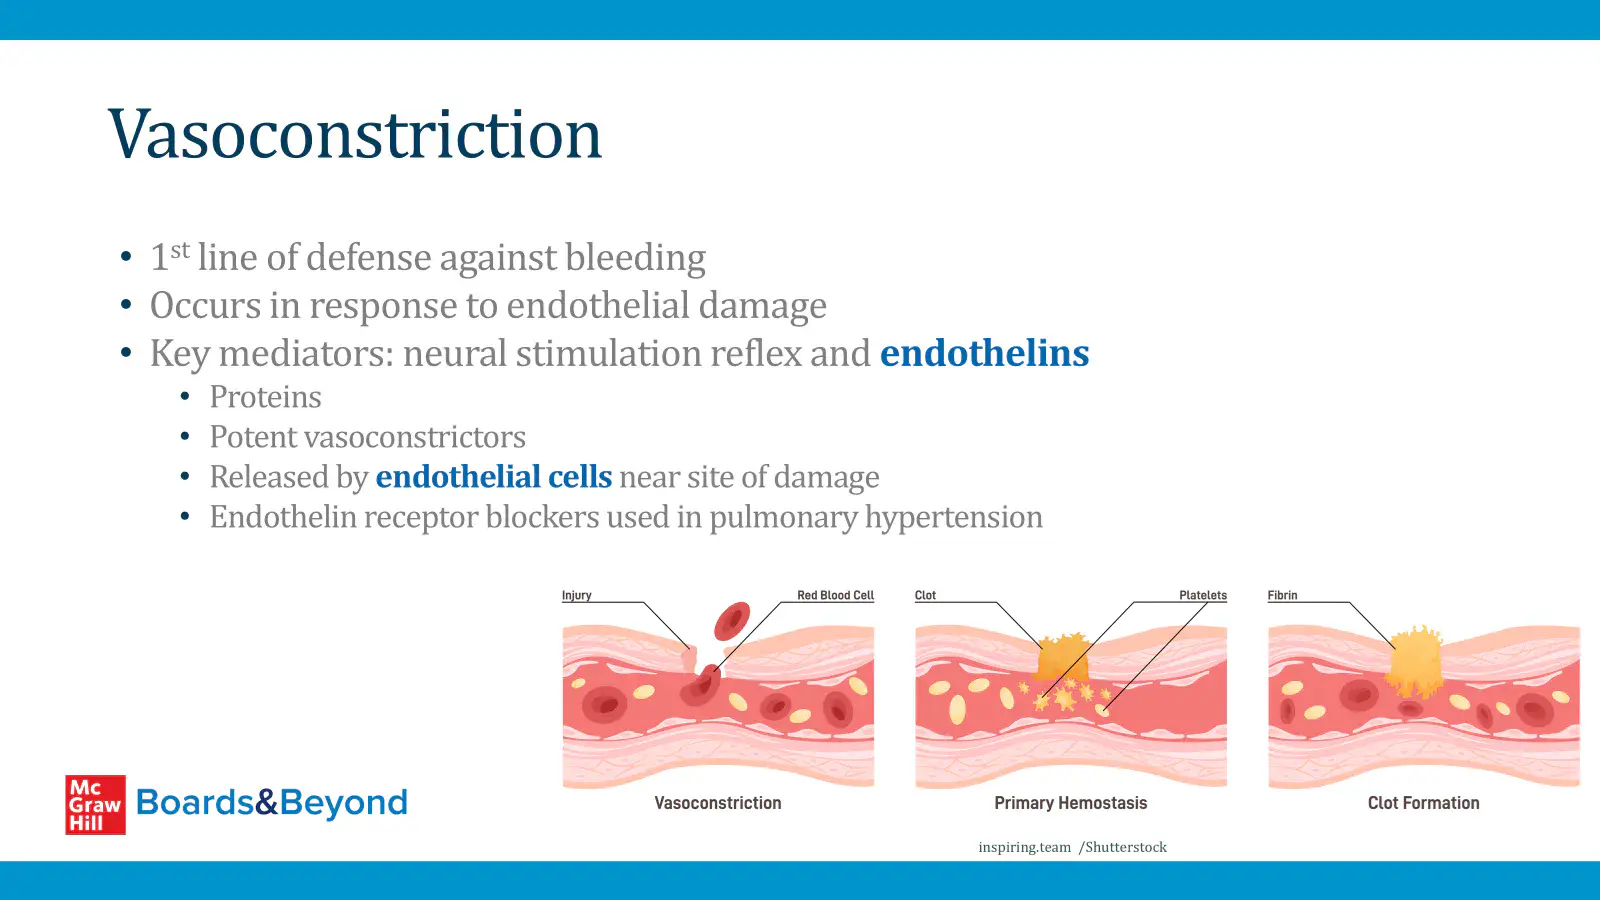 Vasoconstriction
• 1st line of defense against bleeding
• Occurs in response to endothelial damage
• Key mediators: neural stimulation reflex and endothelins
• Proteins
• Potent vasoconstrictors
• Released by endothelial cells near site of damage
• Endothelin receptor blockers used in pulmonary hypertension
Injury
Red Blood Cell
Clot
Platelets
Fibrin
Vasoconstriction
Primary Hemostasis
Clot Formation
Mc
Graw
Hill
Boards&Beyond
inspiring.team /Shutterstock